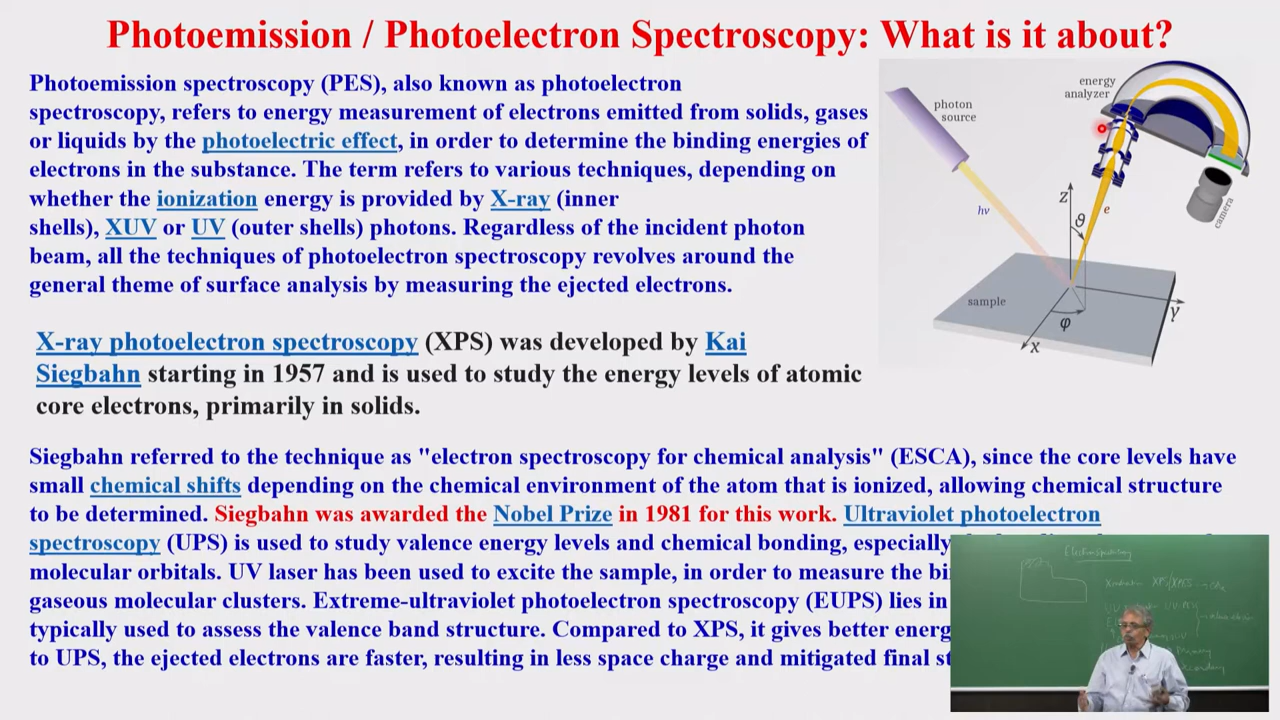 Photoemission / Photoelectron Spectroscopy: What is it about?
Photoemission spectroscopy (PES), also known as photoelectron
spectroscopy, refers to energy measurement of electrons emitted from solids, gases
or liquids by the photoelectric effect, in order to determine the binding energies of
electrons in the substance. The term refers to various techniques, depending on
whether the ionization energy is provided by X-ray (inner
shells), XUV or UV (outer shells) photons. Regardless of the incident photon
beam, all the techniques of photoelectron spectroscopy revolves around the
general theme of surface analysis by measuring the ejected electrons.
energy
analyzer
photon
source
hν
z
ϑ
e
camera
sample
φ
x
y
X-ray photoelectron spectroscopy (XPS) was developed by Kai
Siegbahn starting in 1957 and is used to study the energy levels of atomic
core electrons, primarily in solids.
Siegbahn referred to the technique as "electron spectroscopy for chemical analysis" (ESCA), since the core levels have
small chemical shifts depending on the chemical environment of the atom that is ionized, allowing chemical structure
to be determined. Siegbahn was awarded the Nobel Prize in 1981 for this work. Ultraviolet photoelectron
spectroscopy (UPS) is used to study valence energy levels and chemical bonding, especially
molecular orbitals. UV laser has been used to excite the sample, in order to measure the bi
gaseous molecular clusters. Extreme-ultraviolet photoelectron spectroscopy (EUPS) lies in
typically used to assess the valence band structure. Compared to XPS, it gives better energ
to UPS, the ejected electrons are faster, resulting in less space charge and mitigated final st